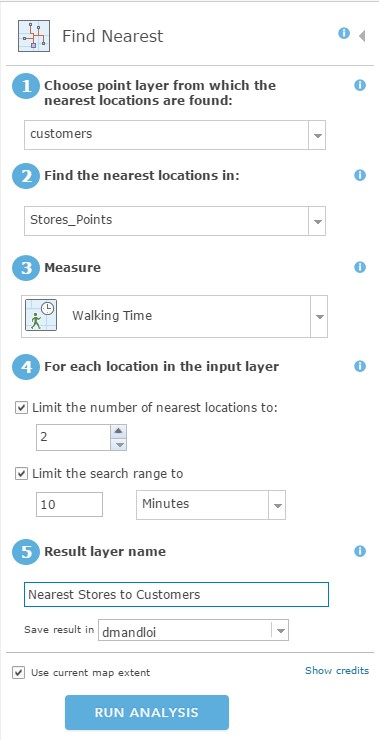 Find Nearest
1 Choose point layer from which the
nearest locations are found:
customers
2 Find the nearest locations in:
Stores_Points
3 Measure
Walking Time
4 For each location in the input layer
Limit the number of nearest locations to:
2
Limit the search range to
10 Minutes
5 Result layer name
Nearest Stores to Customers
Save result in dmandloi
Use current map extent Show credits
RUN ANALYSIS